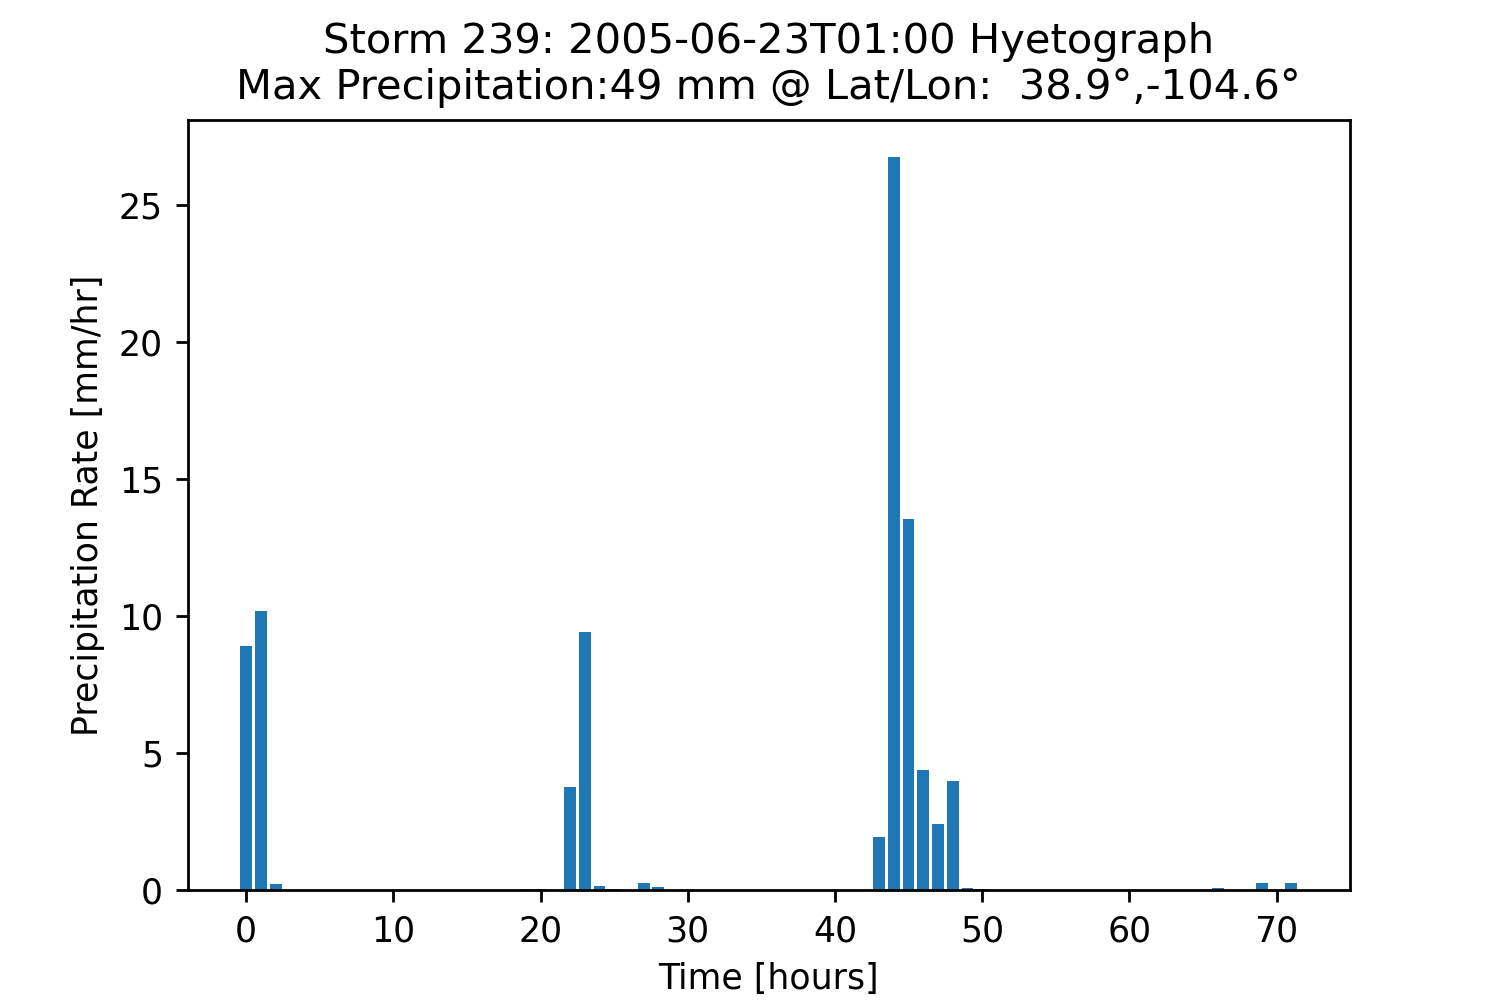 Storm 239: 2005-06-23T01:00 Hyetograph
Max Precipitation:49 mm @ Lat/Lon:  38.9°,-104.6°
Precipitation Rate [mm/hr]
25
20
15
10
5
0
0 10 20 30 40 50 60 70
Time [hours]